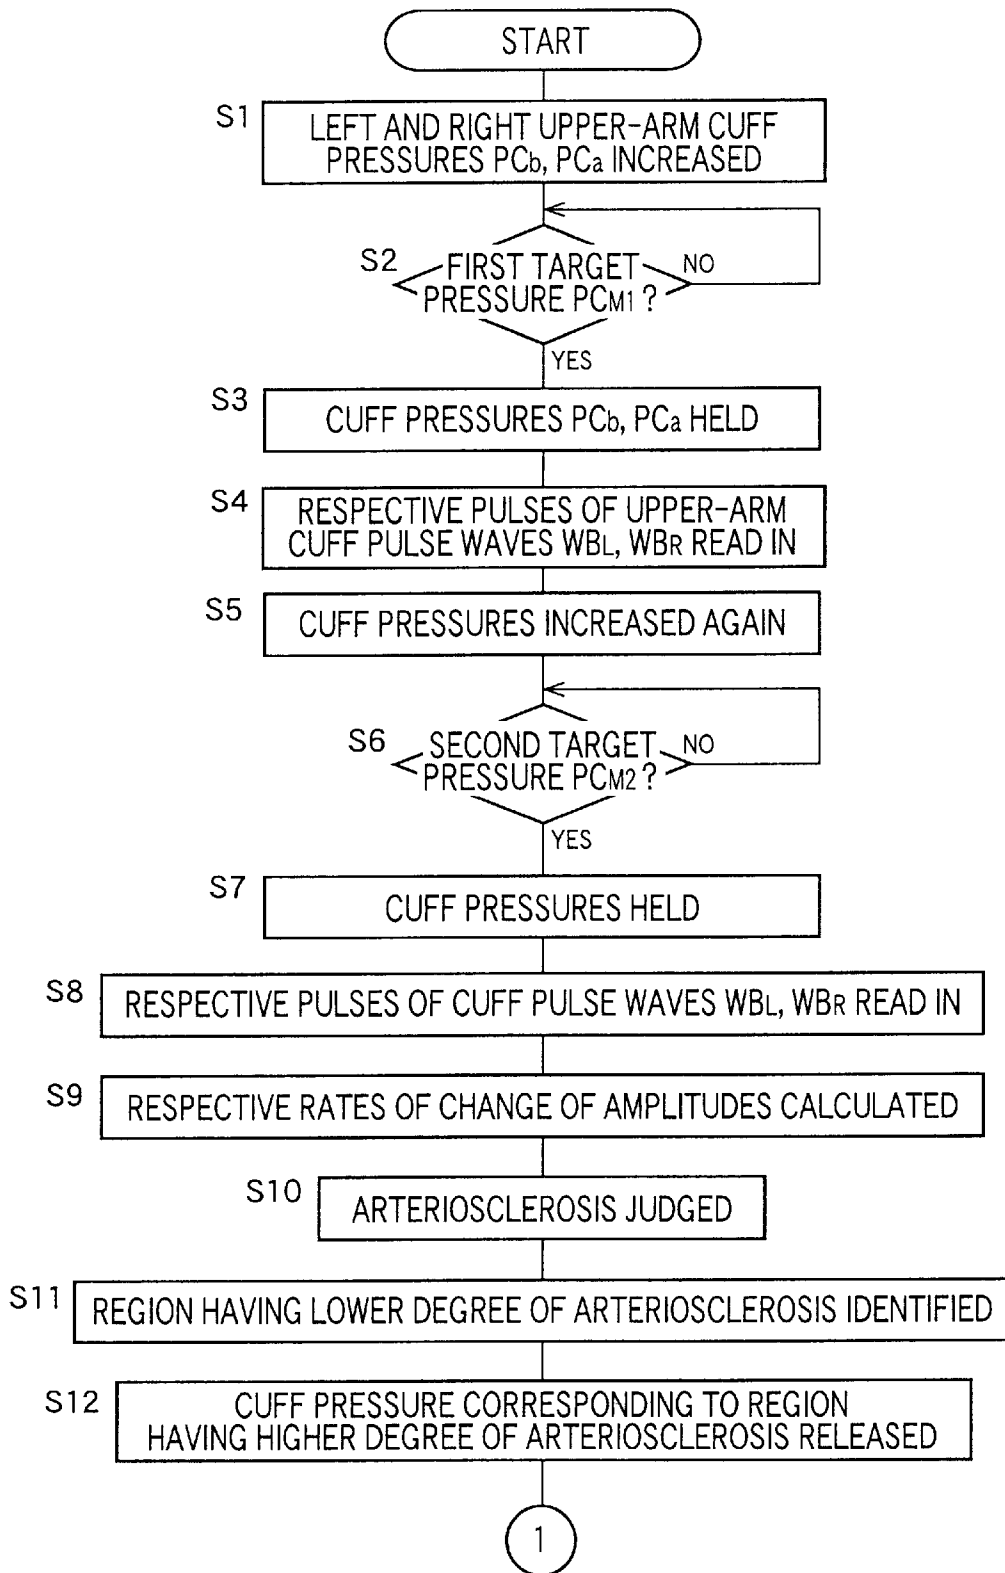 START
S1
LEFT AND RIGHT UPPER-ARM CUFF
PRESSURES PCb, PCa INCREASED
S2
FIRST TARGET
PRESSURE PCM1 ?
NO
YES
S3
CUFF PRESSURES PCb, PCa HELD
S4
RESPECTIVE PULSES OF UPPER-ARM
CUFF PULSE WAVES WBL, WBR READ IN
S5
CUFF PRESSURES INCREASED AGAIN
S6
SECOND TARGET
PRESSURE PCM2 ?
NO
YES
S7
CUFF PRESSURES HELD
S8
RESPECTIVE PULSES OF CUFF PULSE WAVES WBL, WBR READ IN
S9
RESPECTIVE RATES OF CHANGE OF AMPLITUDES CALCULATED
S10
ARTERIOSCLEROSIS JUDGED
S11
REGION HAVING LOWER DEGREE OF ARTERIOSCLEROSIS IDENTIFIED
S12
CUFF PRESSURE CORRESPONDING TO REGION
HAVING HIGHER DEGREE OF ARTERIOSCLEROSIS RELEASED
1